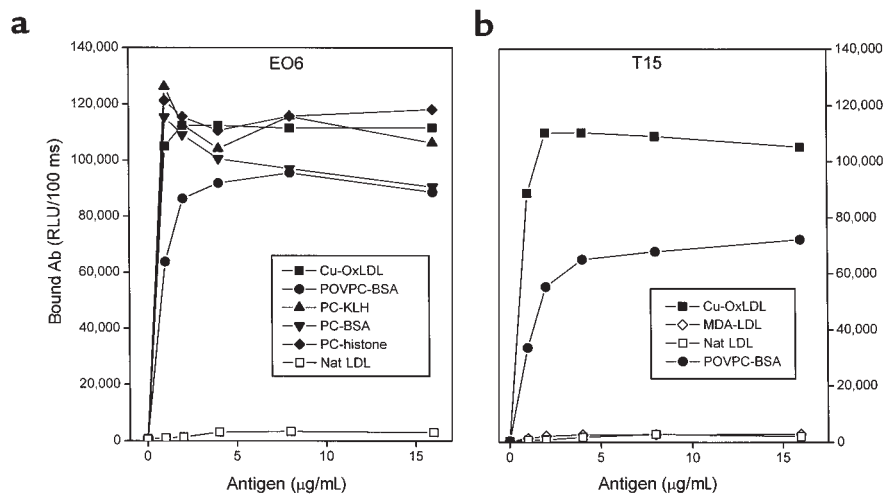 a
EO6
Bound Ab (RLU/100 ms)
140,000
120,000
100,000
80,000
60,000
40,000
20,000
0
Cu-OxLDL
POVPC-BSA
PC-KLH
PC-BSA
PC-histone
Nat LDL
0 5 10 15
Antigen (µg/mL)
b
T15
140,000
120,000
100,000
80,000
60,000
40,000
20,000
0
Cu-OxLDL
MDA-LDL
Nat LDL
POVPC-BSA
0 5 10 15
Antigen (µg/mL)